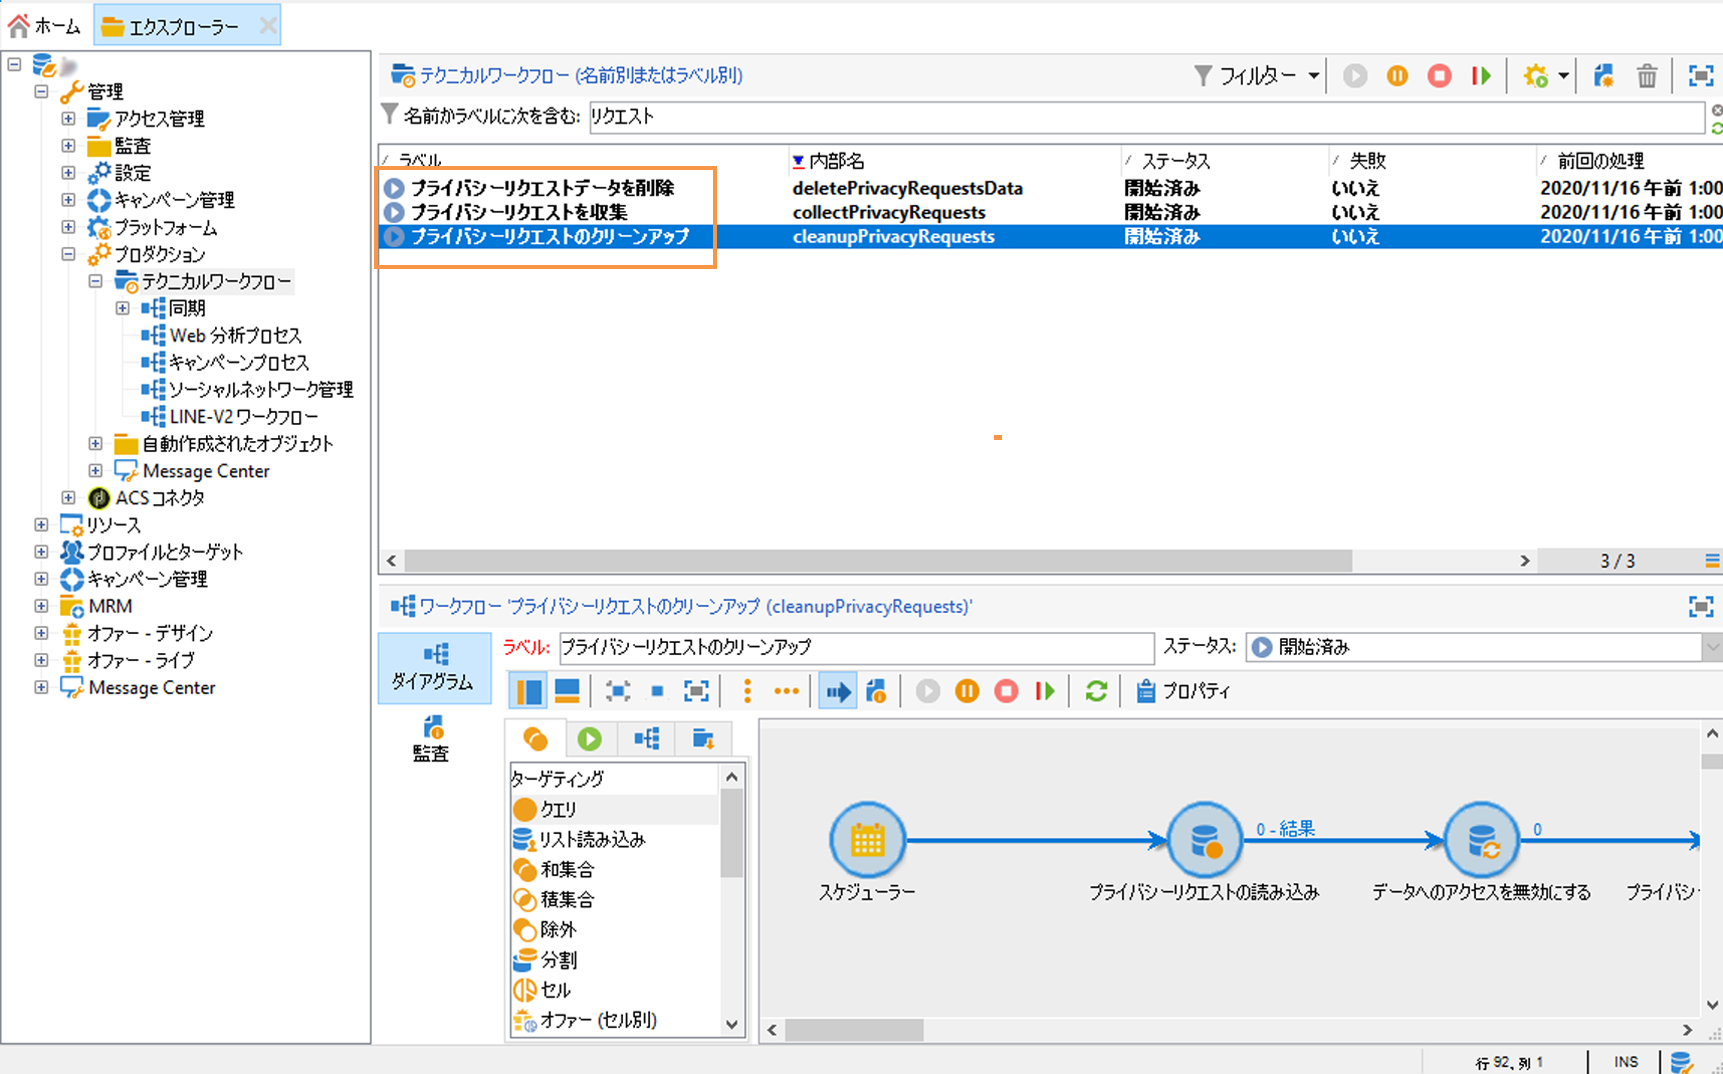 ホーム
エクスプローラー
管理
アクセス管理
監査
設定
キャンペーン管理
プラットフォーム
プロダクション
テクニカルワークフロー
同期
Web 分析プロセス
キャンペーンプロセス
ソーシャルネットワーク管理
LINE-V2 ワークフロー
自動作成されたオブジェクト
Message Center
ACS コネクタ
リソース
プロファイルとターゲット
キャンペーン管理
MRM
オファー - デザイン
オファー - ライブ
Message Center
テクニカルワークフロー (名前別またはラベル別)
フィルター
名前かラベルに次を含む: リクエスト
ラベル 内部名 ステータス 失敗 前回の処理
プライバシーリクエストデータを削除 deletePrivacyRequestsData 開始済み いいえ 2020/11/16 午前 1:00
プライバシーリクエストを収集 collectPrivacyRequests 開始済み いいえ 2020/11/16 午前 1:00
プライバシーリクエストのクリーンアップ cleanupPrivacyRequests 開始済み いいえ 2020/11/16 午前 1:00
3 / 3
ワークフロー 'プライバシーリクエストのクリーンアップ (cleanupPrivacyRequests)'
ダイアグラム
監査
ラベル: プライバシーリクエストのクリーンアップ ステータス: 開始済み
プロパティ
ターゲティング
クエリ
リスト読み込み
和集合
積集合
除外
分割
セル
オファー (セル別)
0 - 結果
0
スケジューラー
プライバシーリクエストの読み込み
データへのアクセスを無効にする
プライバシ
行 92、列 1
INS